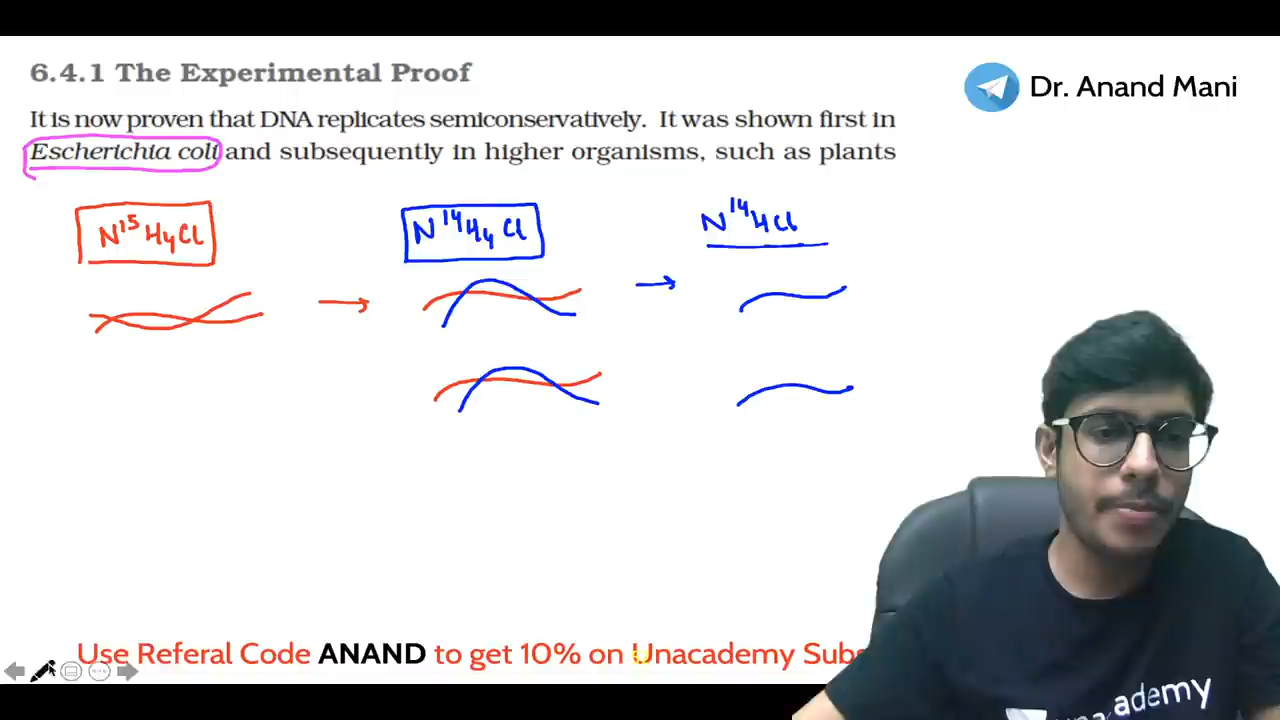 6.4.1 The Experimental Proof
Dr. Anand Mani
It is now proven that DNA replicates semiconservatively. It was shown first in
Escherichia coli and subsequently in higher organisms, such as plants
N¹⁵H₄Cl
N¹⁴H₄Cl
N¹⁴HCl
Use Referal Code ANAND to get 10% on Unacademy Subs
ademy